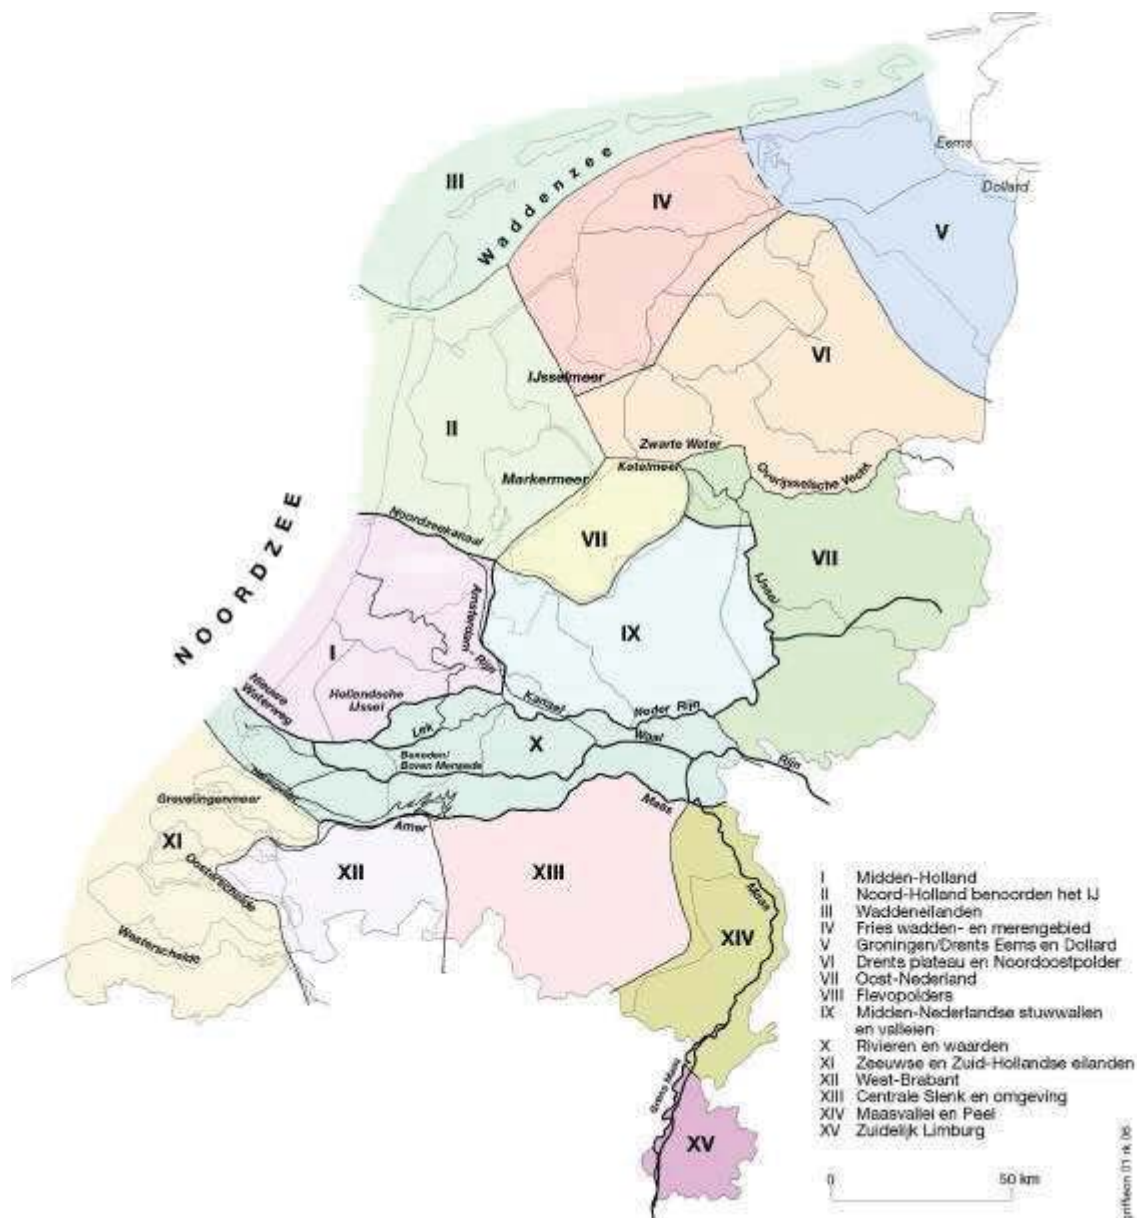 Eems
Dollard
III
Waddenzee
IV
V
VI
IJsselmeer
II
Zwarte Water
Ketelmeer
Overijsselsche Vecht
Markermeer
NOORDZEE
Noordzeekanaal
VII
VII
IJssel
Amsterdam - Rijn
Kanaal
IX
I
Nieuwe
Waterweg
Hollandsche
IJssel
Lek
Neder Rijn
Waal
X
Beneden/
Boven Merwede
Rijn
Grevelingenmeer
Maas
Amer
XI
Oosterschelde
XII
XIII
Maas
XIV
Westerschelde
Grens Maas
XV
I Midden-Holland
II Noord-Holland benoorden het IJ
III Waddeneilanden
IV Fries wadden- en merengebied
V Groningen/Drents Eems en Dollard
VI Drents plateau en Noordoostpolder
VII Oost-Nederland
VIII Flevopolders
IX Midden-Nederlandse stuwwallen
en valleien
X Rivieren en waarden
XI Zeeuwse en Zuid-Hollandse eilanden
XII West-Brabant
XIII Centrale Slenk en omgeving
XIV Maasvallei en Peel
XV Zuidelijk Limburg
0 50 km